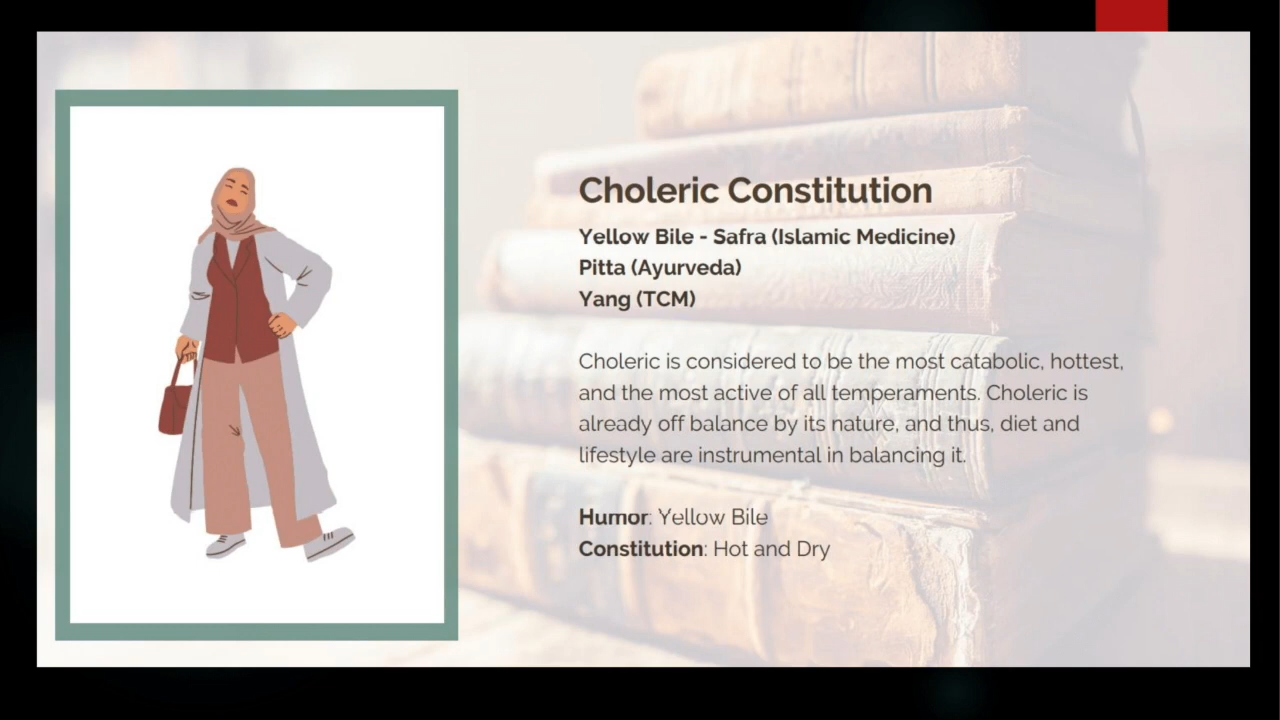 Choleric Constitution
Yellow Bile - Safra (Islamic Medicine)
Pitta (Ayurveda)
Yang (TCM)
Choleric is considered to be the most catabolic, hottest,
and the most active of all temperaments. Choleric is
already off balance by its nature, and thus, diet and
lifestyle are instrumental in balancing it.
Humor: Yellow Bile
Constitution: Hot and Dry